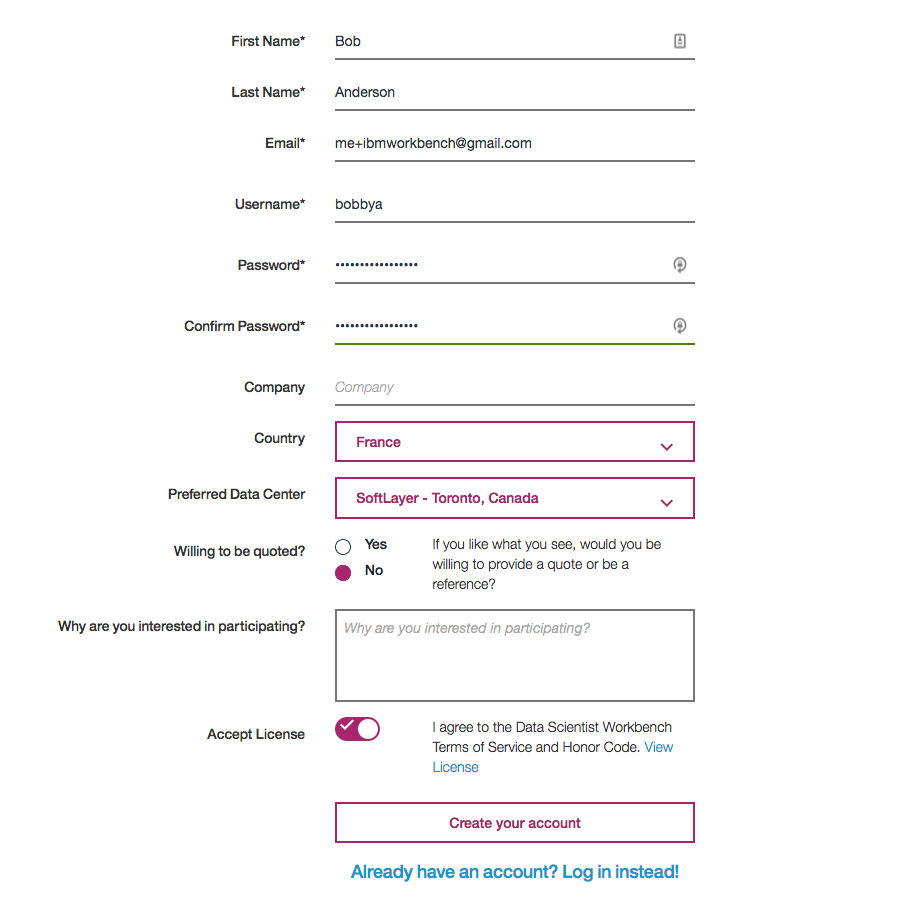 First Name* Bob
Last Name* Anderson
Email* me+ibmworkbench@gmail.com
Username* bobbya
Password* •••••••••••••••••
Confirm Password* •••••••••••••••••
Company Company
Country France
Preferred Data Center SoftLayer - Toronto, Canada
Willing to be quoted? Yes If you like what you see, would you be
No willing to provide a quote or be a
reference?
Why are you interested in participating? Why are you interested in participating?
Accept License I agree to the Data Scientist Workbench
Terms of Service and Honor Code. View
License
Create your account
Already have an account? Log in instead!